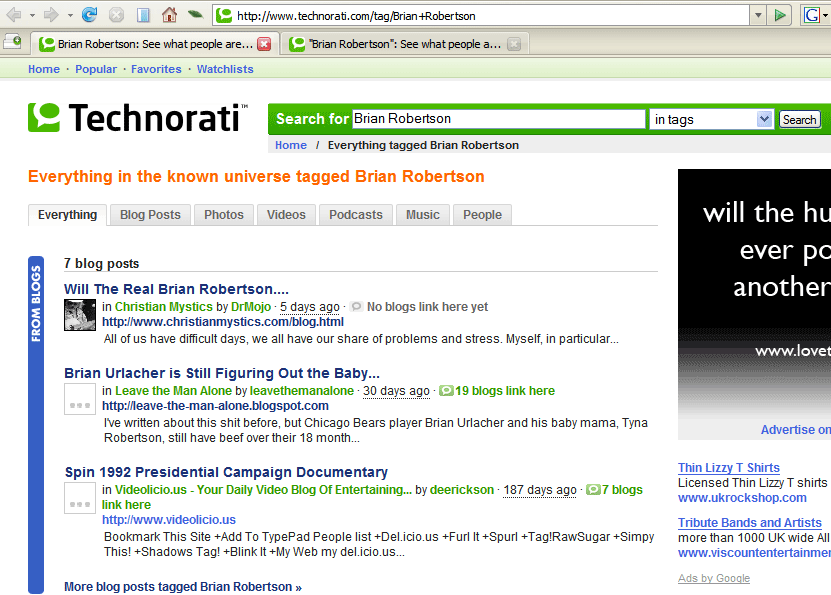 http://www.technorati.com/tag/Brian+Robertson
G
Brian Robertson: See what people are...
"Brian Robertson": See what people a...
Home · Popular · Favorites · Watchlists
Technorati™
Search for Brian Robertson in tags Search
Home / Everything tagged Brian Robertson
Everything in the known universe tagged Brian Robertson
Everything Blog Posts Photos Videos Podcasts Music People
FROM BLOGS
7 blog posts
Will The Real Brian Robertson....
in Christian Mystics by DrMojo · 5 days ago · No blogs link here yet
http://www.christianmystics.com/blog.html
All of us have difficult days, we all have our share of problems and stress. Myself, in particular...
Brian Urlacher is Still Figuring Out the Baby...
in Leave the Man Alone by leavethemanalone · 30 days ago · 19 blogs link here
http://leave-the-man-alone.blogspot.com
I've written about this shit before, but Chicago Bears player Brian Urlacher and his baby mama, Tyna
Robertson, still have beef over their 18 month...
Spin 1992 Presidential Campaign Documentary
in Videolicio.us - Your Daily Video Blog Of Entertaining... by deerickson · 187 days ago · 7 blogs
link here
http://www.videolicio.us
Bookmark This Site +Add To TypePad People list +Del.icio.us +Furl It +Spurl +Tag!RawSugar +Simpy
This! +Shadows Tag! +Blink It +My Web my del.icio.us...
More blog posts tagged Brian Robertson »
will the hu
ever po
another
www.lovet
Advertise on
Thin Lizzy T Shirts
Licensed Thin Lizzy T shirts
www.ukrockshop.com
Tribute Bands and Artists
more than 1000 UK wide All
www.viscountentertainmen
Ads by Google